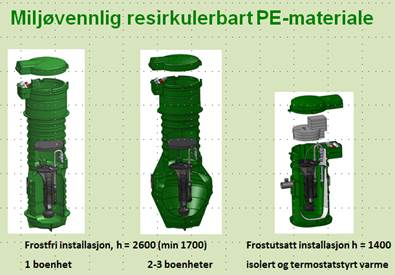 Miljøvennlig resirkulerbart PE-materiale
Frostfri installasjon, h = 2600 (min 1700)
Frostutsatt installasjon h = 1400
1 boenhet
2-3 boenheter
isolert og termostatstyrt varme